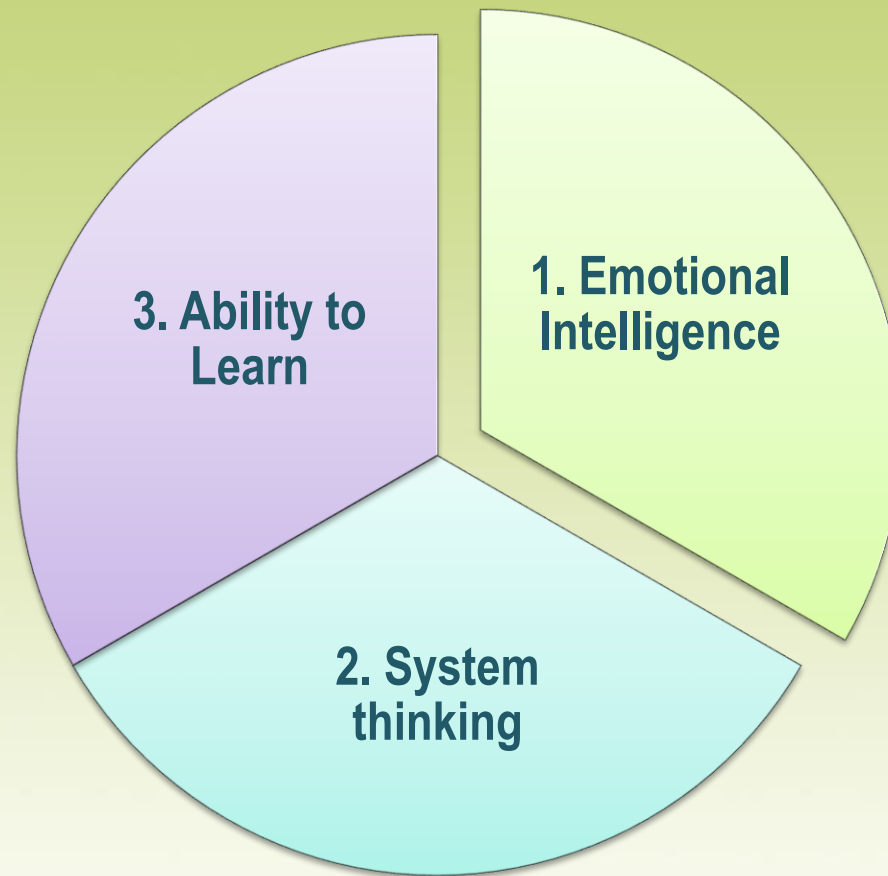 1. Emotional
Intelligence
2. System
thinking
3. Ability to
Learn